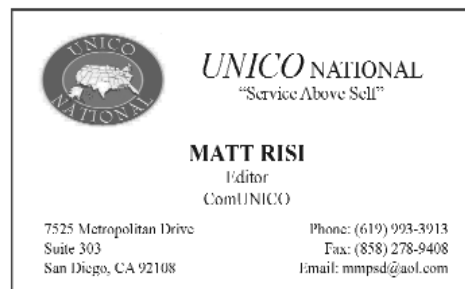 UNICO
NATIONAL
UNICO NATIONAL
“Service Above Self”
MATT RISI
Editor
ComUNICO
7525 Metropolitan Drive
Suite 303
San Diego, CA 92108
Phone: (619) 993-3913
Fax: (858) 278-9408
Email: mmpsd@aol.com